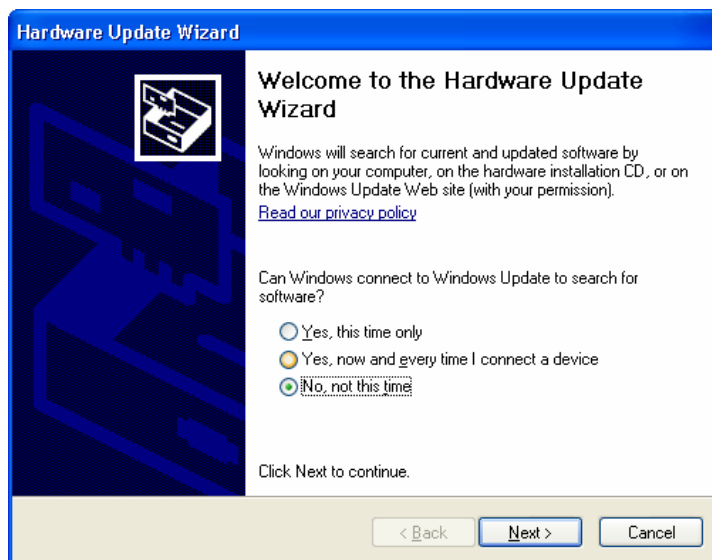 Hardware Update Wizard
Welcome to the Hardware Update
Wizard
Windows will search for current and updated software by
looking on your computer, on the hardware installation CD, or on
the Windows Update Web site (with your permission).
Read our privacy policy
Can Windows connect to Windows Update to search for
software?
Yes, this time only
Yes, now and every time I connect a device
No, not this time
Click Next to continue.
< Back
Next >
Cancel